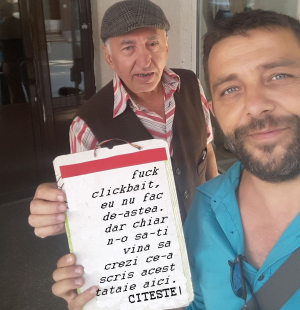 fuck
clickbait,
eu nu fac
de-astea.
dar chiar
n-o sa-ti
vina sa
crezi ce-a
scris acest
tataie aici.
CITESTE!